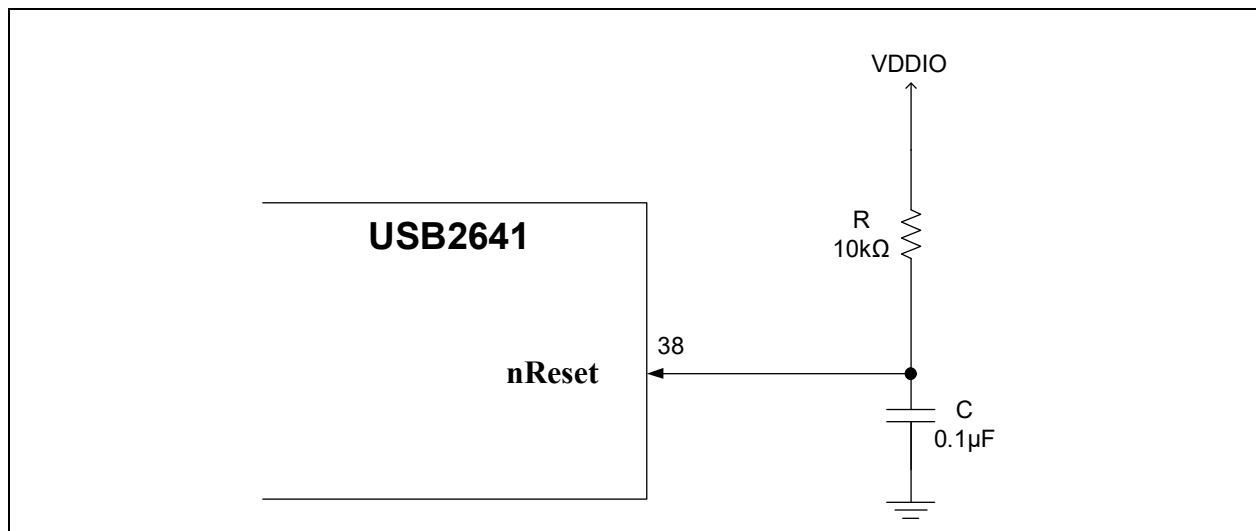 VDDIO
USB2641
R
10kΩ
38
nReset
C
0.1µF